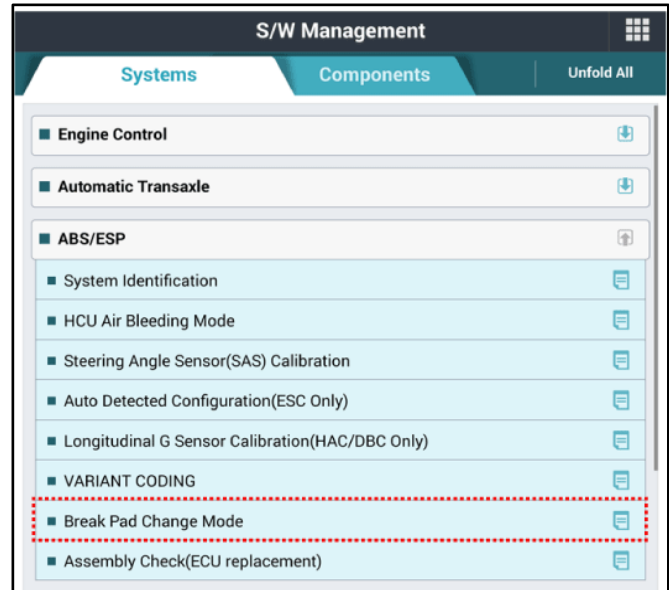 S/W Management
Systems
Components
Unfold All
Engine Control
Automatic Transaxle
ABS/ESP
System Identification
HCU Air Bleeding Mode
Steering Angle Sensor(SAS) Calibration
Auto Detected Configuration(ESC Only)
Longitudinal G Sensor Calibration(HAC/DBC Only)
VARIANT CODING
Break Pad Change Mode
Assembly Check(ECU replacement)